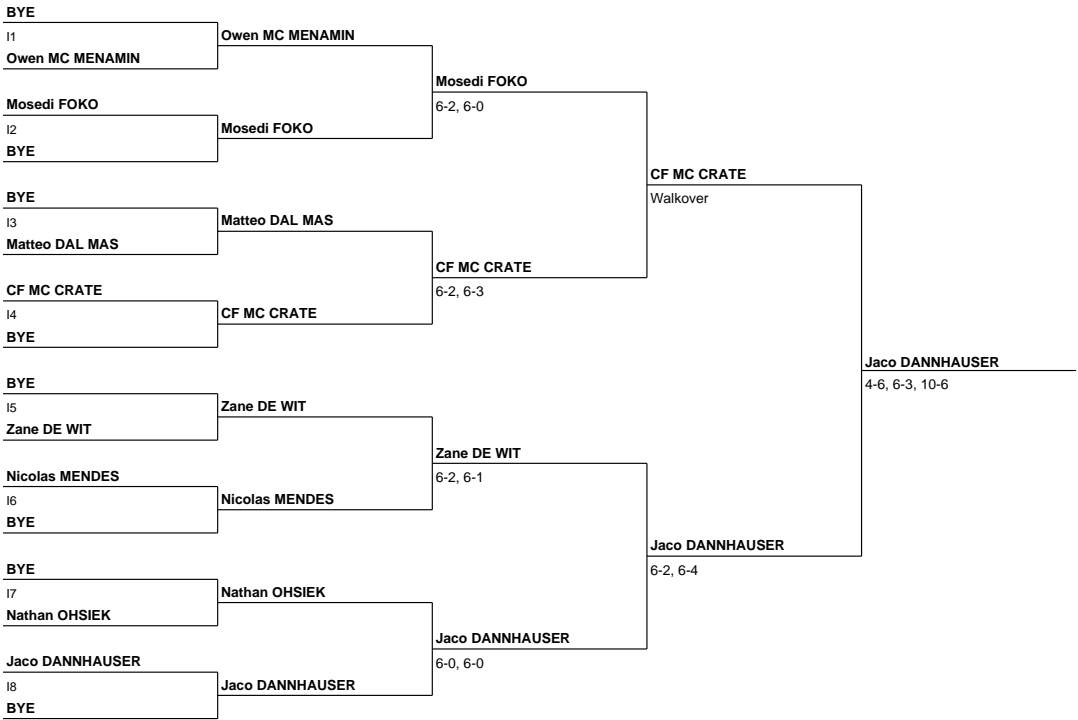 BYE
I1
Owen MC MENAMIN
Mosedi FOKO
I2
BYE
BYE
I3
Matteo DAL MAS
CF MC CRATE
I4
BYE
BYE
I5
Zane DE WIT
Nicolas MENDES
I6
BYE
BYE
I7
Nathan OHSIEK
Jaco DANNHAUSER
I8
BYE
Owen MC MENAMIN
Mosedi FOKO
Matteo DAL MAS
CF MC CRATE
Zane DE WIT
Nicolas MENDES
Nathan OHSIEK
Jaco DANNHAUSER
Mosedi FOKO
6-2, 6-0
CF MC CRATE
6-2, 6-3
Zane DE WIT
6-2, 6-1
Jaco DANNHAUSER
6-0, 6-0
CF MC CRATE
Walkover
Jaco DANNHAUSER
6-2, 6-4
Jaco DANNHAUSER
4-6, 6-3, 10-6